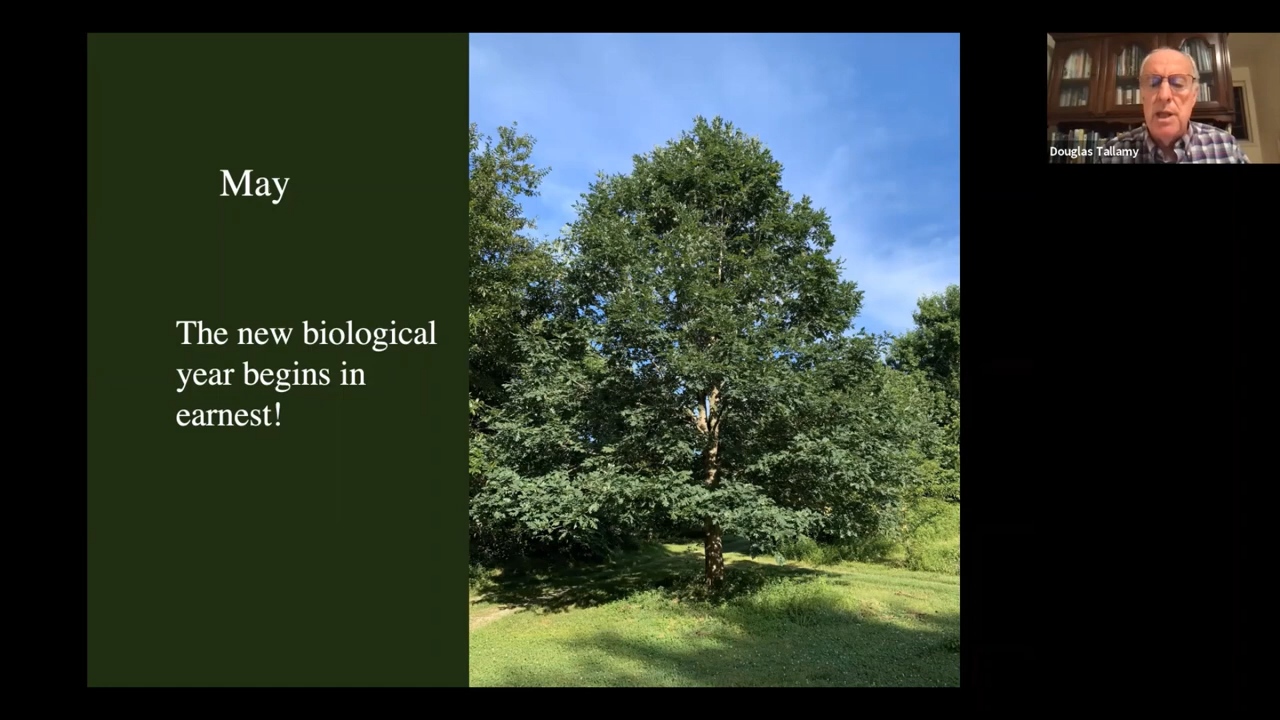 May
The new biological
year begins in
earnest!
Douglas Tallamy